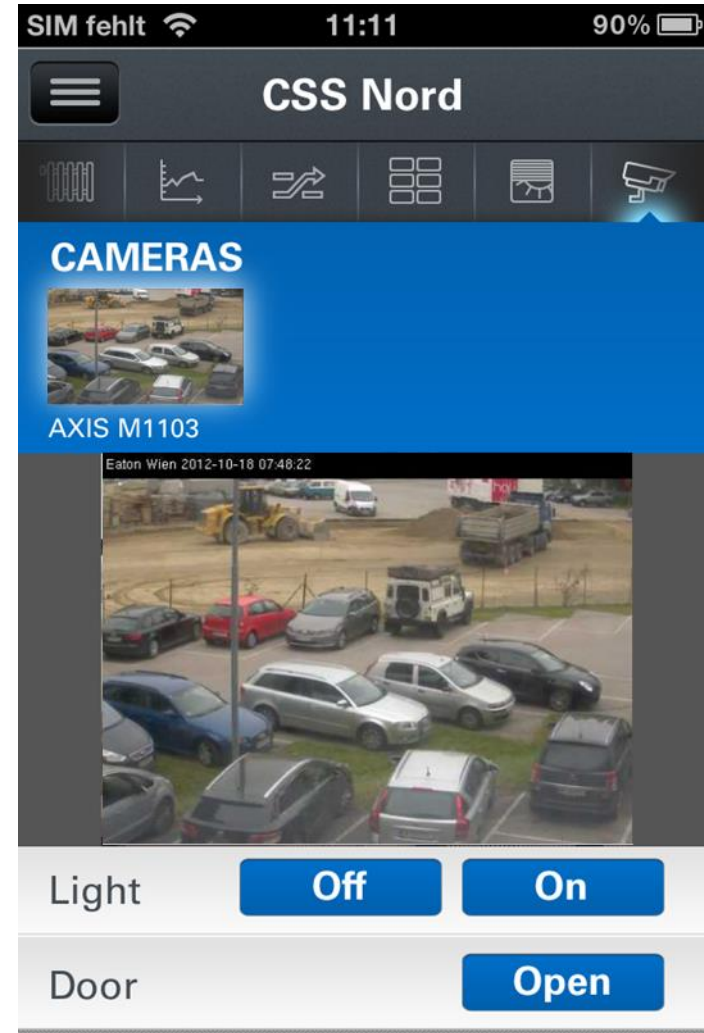 SIM fehlt 11:11 90%
CSS Nord
CAMERAS
AXIS M1103
Eaton Wien 2012-10-18 07:48:22
Light Off On
Door Open